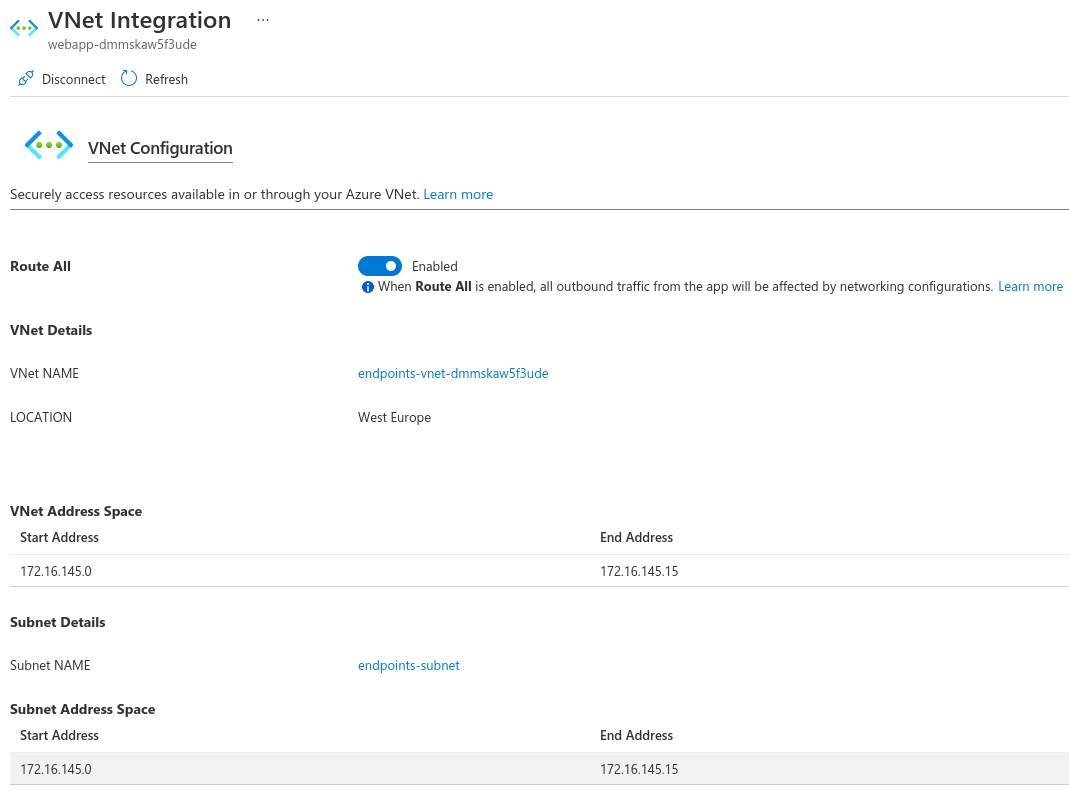 VNet Integration ...
webapp-dmmskaw5f3ude
Disconnect Refresh
VNet Configuration
Securely access resources available in or through your Azure VNet. Learn more
Route All Enabled
When Route All is enabled, all outbound traffic from the app will be affected by networking configurations. Learn more
VNet Details
VNet NAME endpoints-vnet-dmmskaw5f3ude
LOCATION West Europe
VNet Address Space
Start Address End Address
172.16.145.0 172.16.145.15
Subnet Details
Subnet NAME endpoints-subnet
Subnet Address Space
Start Address End Address
172.16.145.0 172.16.145.15